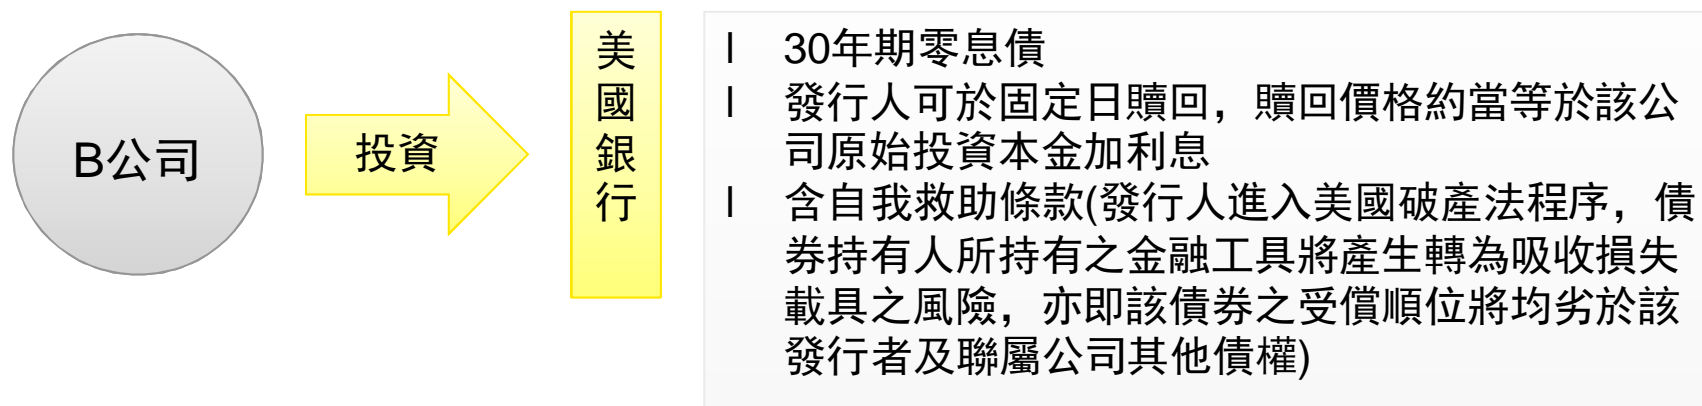 B公司
投資
美
國
銀
行
l 30年期零息債
l 發行人可於固定日贖回，贖回價格約當等於該公
司原始投資本金加利息
l 含自我救助條款(發行人進入美國破產法程序，債
券持有人所持有之金融工具將產生轉為吸收損失
載具之風險，亦即該債券之受償順位將均劣於該
發行者及聯屬公司其他債權)